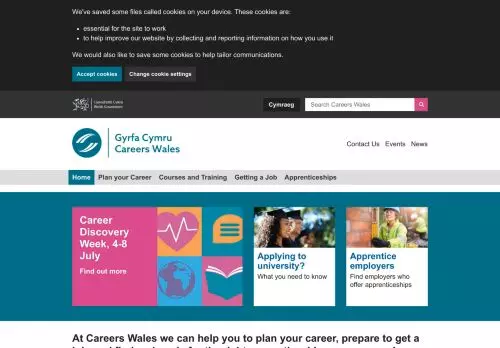 We've saved some files called cookies on your device. These cookies are:
essential for the site to work
to help improve our website by collecting and reporting information on how you use it
We would also like to save some cookies to help tailor communications.
Accept cookies
Change cookie settings
Llywodraeth Cymru
Welsh Government
Cymraeg
Search Careers Wales
Gyrfa Cymru
Careers Wales
Contact Us
Events
News
Home
Plan your Career
Courses and Training
Getting a Job
Apprenticeships
Career
Discovery
Week, 4-8
July
Find out more
Applying to
university?
What you need to know
Apprentice
employers
Find employers who
offer apprenticeships
At Careers Wales we can help you to plan your career, prepare to get a